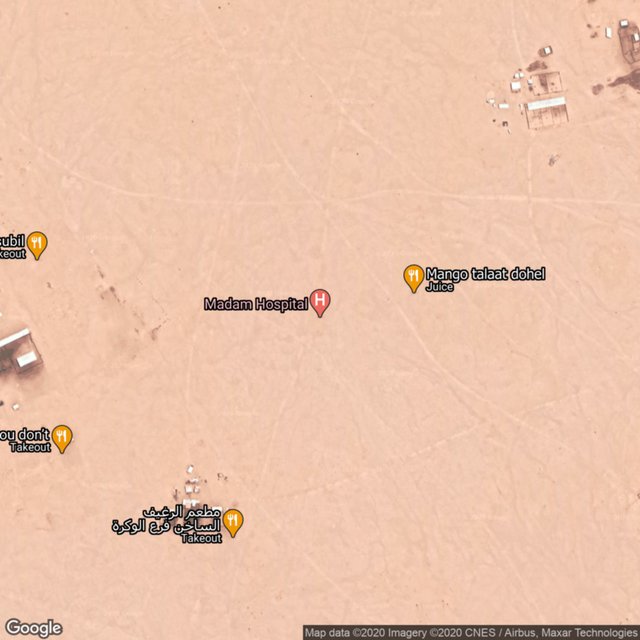 ubil
keout
Mango talaat dohel
Juice
Madam Hospital
ou don't
Takeout
مطعم الرغيف
الساخن فرع الوكرة
Takeout
Google
Map data ©2020 Imagery ©2020 CNES / Airbus, Maxar Technologies